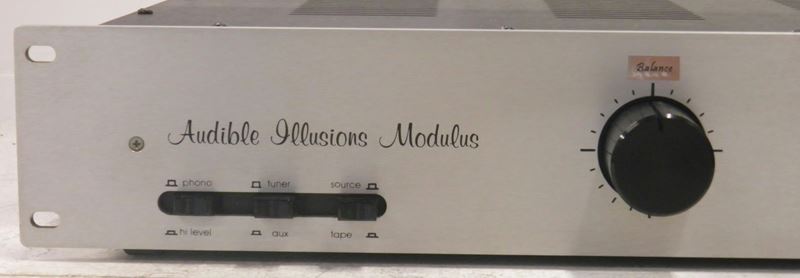 Balance
Audible Illusions Modulus
phono tuner source
hi level aux tape